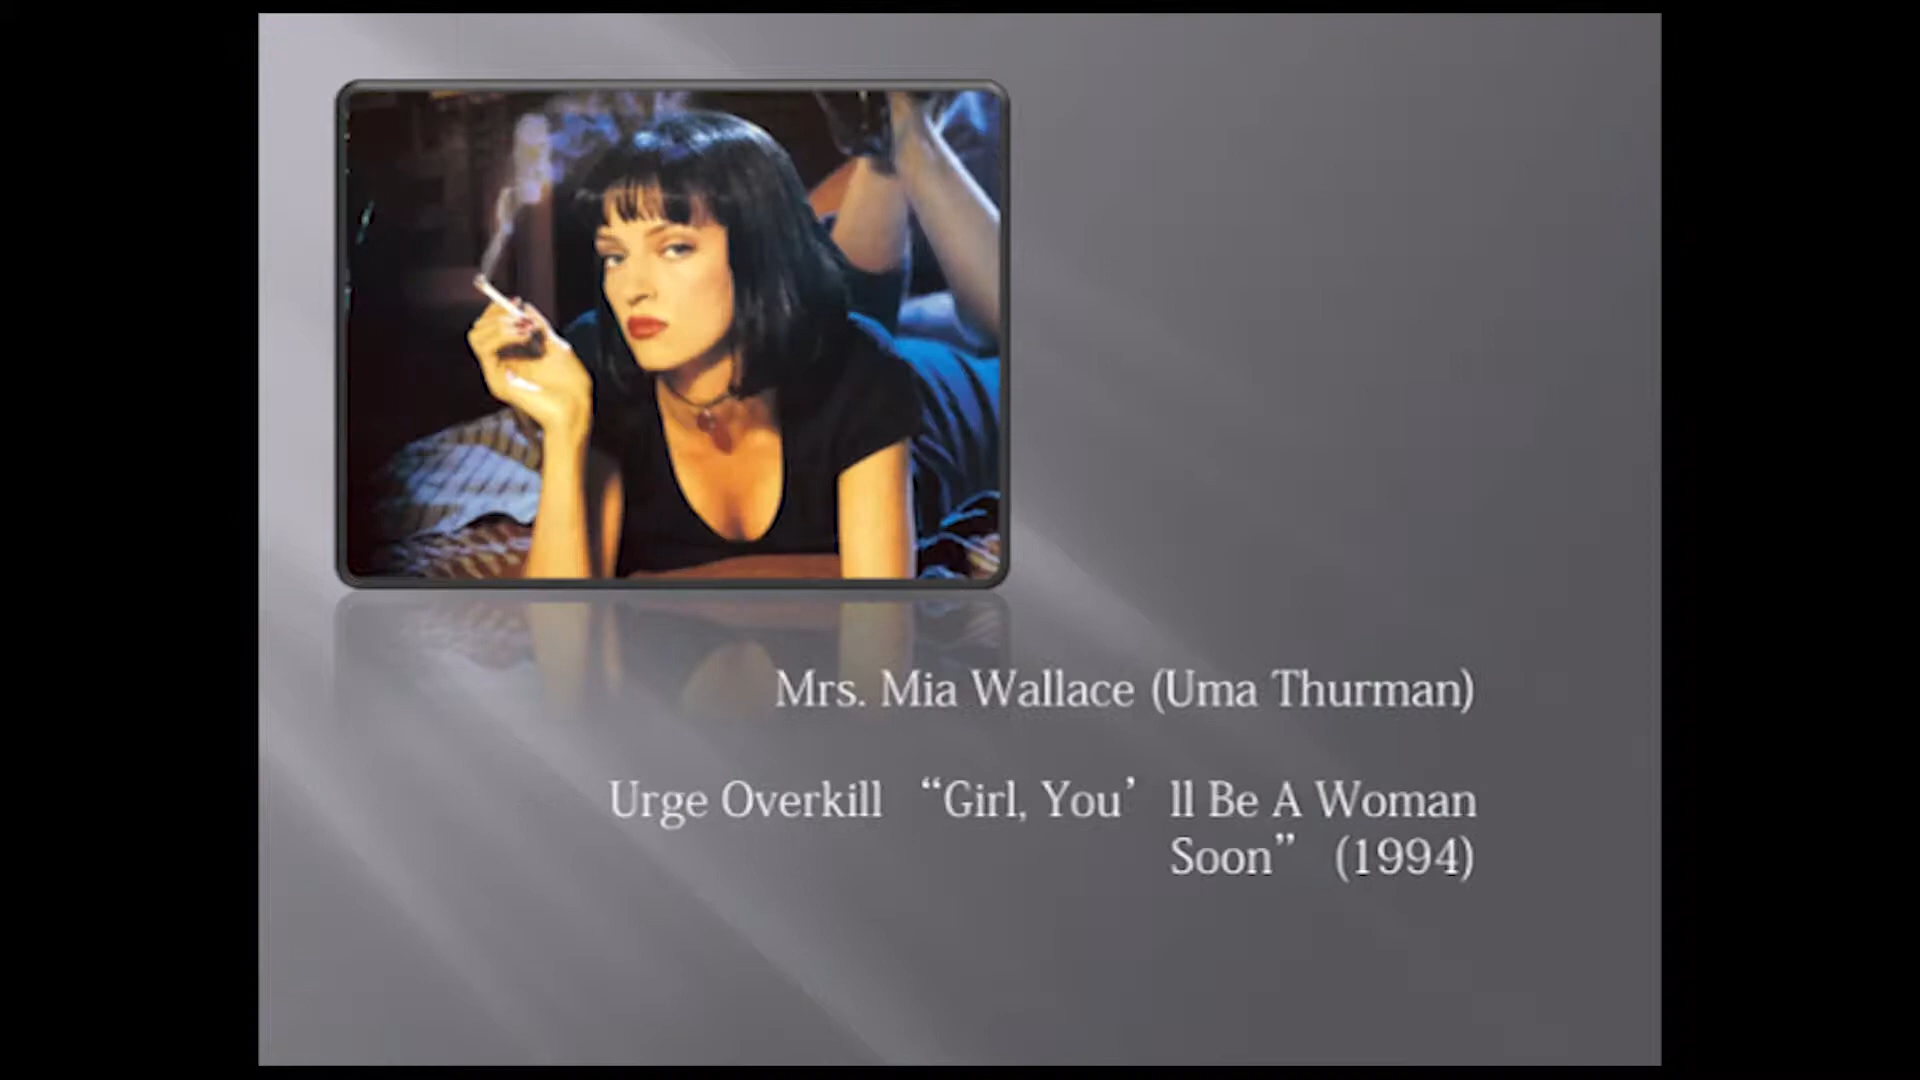 Mrs. Mia Wallace (Uma Thurman)
Urge Overkill “Girl, You’ ll Be A Woman
Soon” (1994)